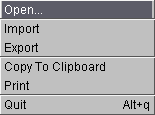 Open...
Import
Export
Copy To Clipboard
Print
Quit Alt+q